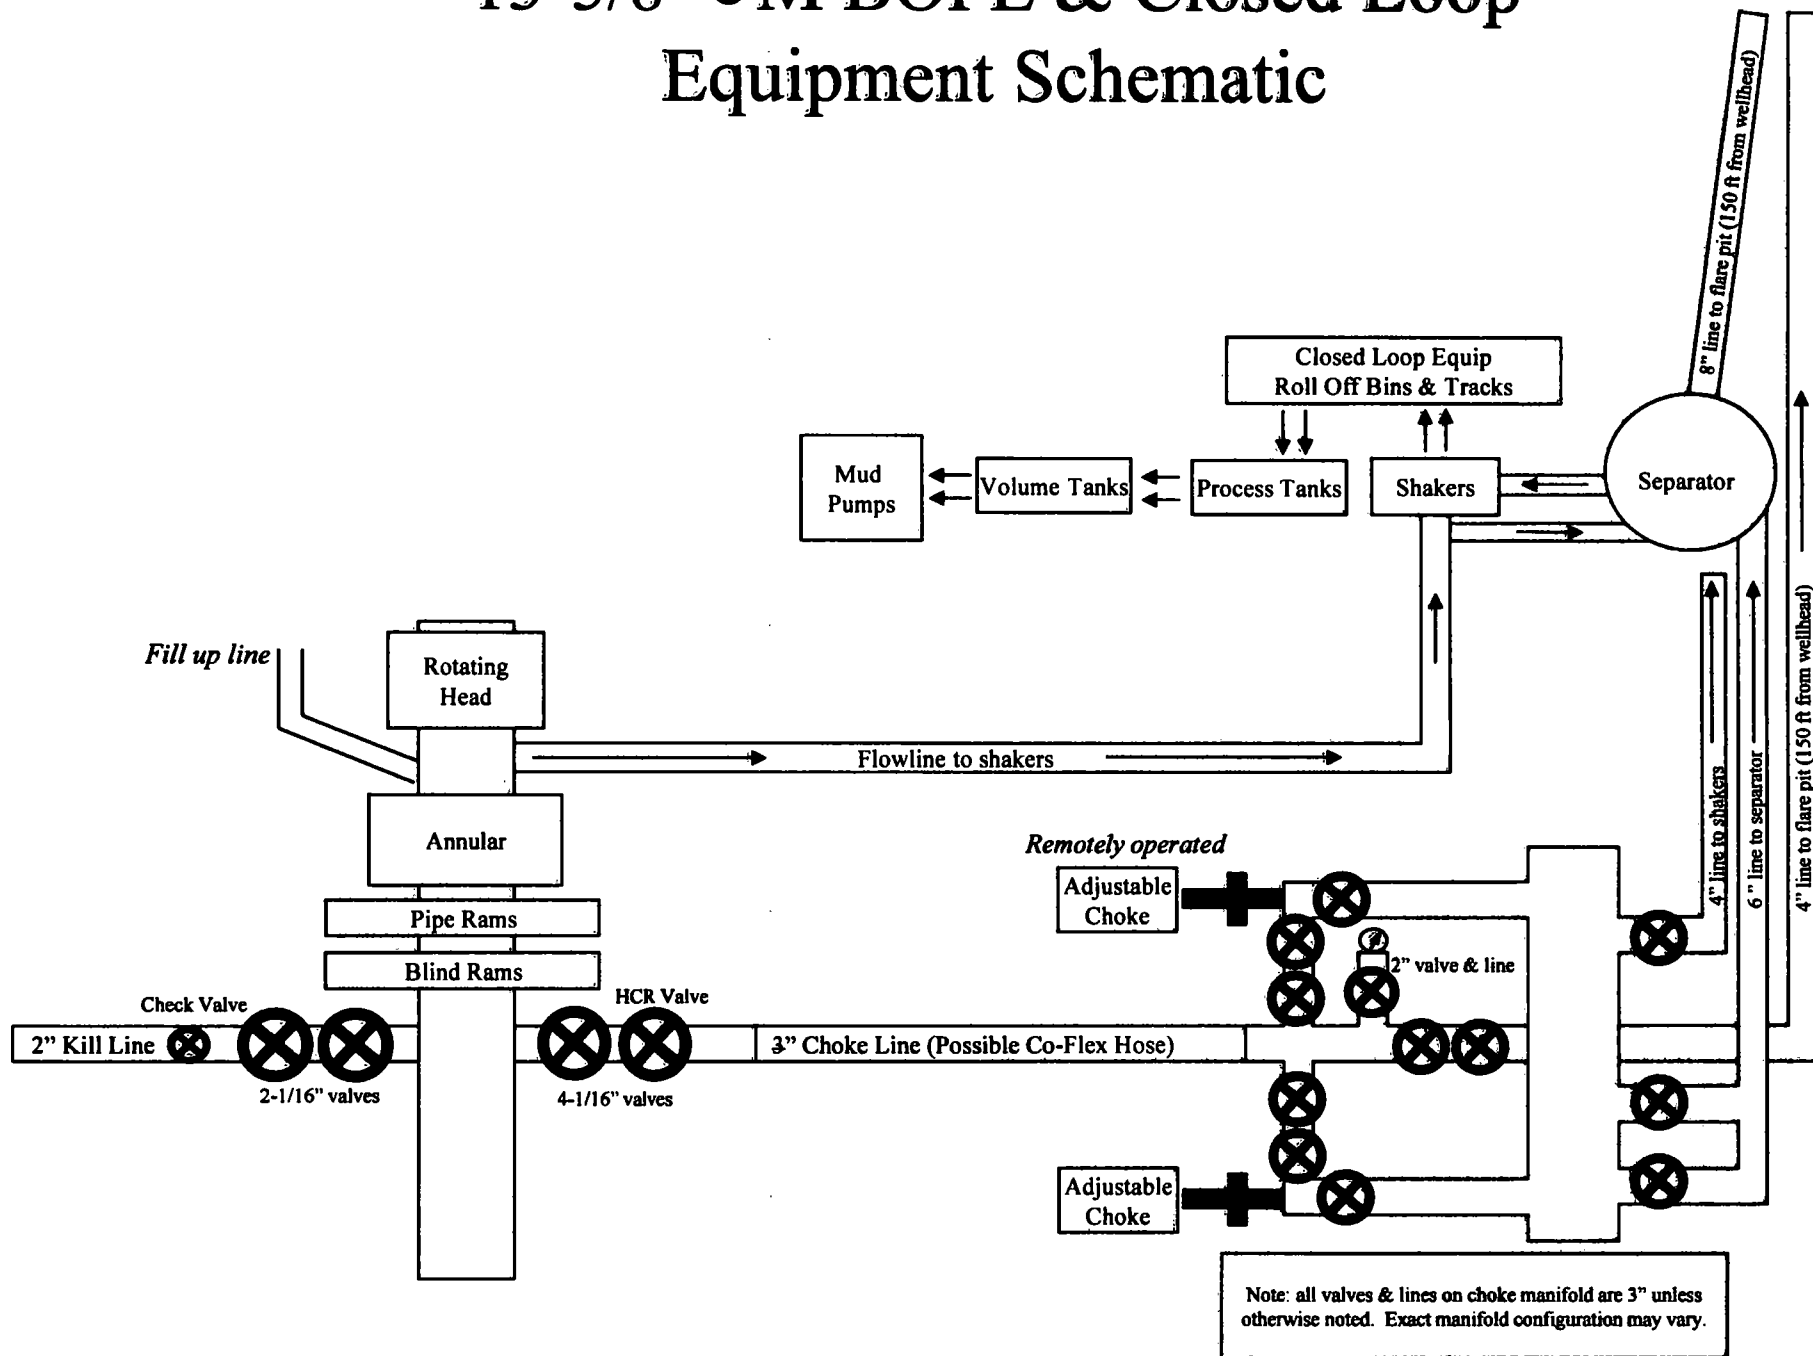 Equipment Schematic
8" line to flare pit (150 ft from wellhead)
Closed Loop Equip
Roll Off Bins & Tracks
Mud
Pumps
Volume Tanks
Process Tanks
Shakers
Separator
Fill up line
Rotating
Head
Flowline to shakers
Annular
Pipe Rams
Blind Rams
Check Valve
HCR Valve
2" Kill Line
3" Choke Line (Possible Co-Flex Hose)
2-1/16" valves
4-1/16" valves
Remotely operated
Adjustable
Choke
2" valve & line
Adjustable
Choke
4" line to shakers
6" line to separator
4" line to flare pit (150 ft from wellhead)
Note: all valves & lines on choke manifold are 3" unless
otherwise noted. Exact manifold configuration may vary.